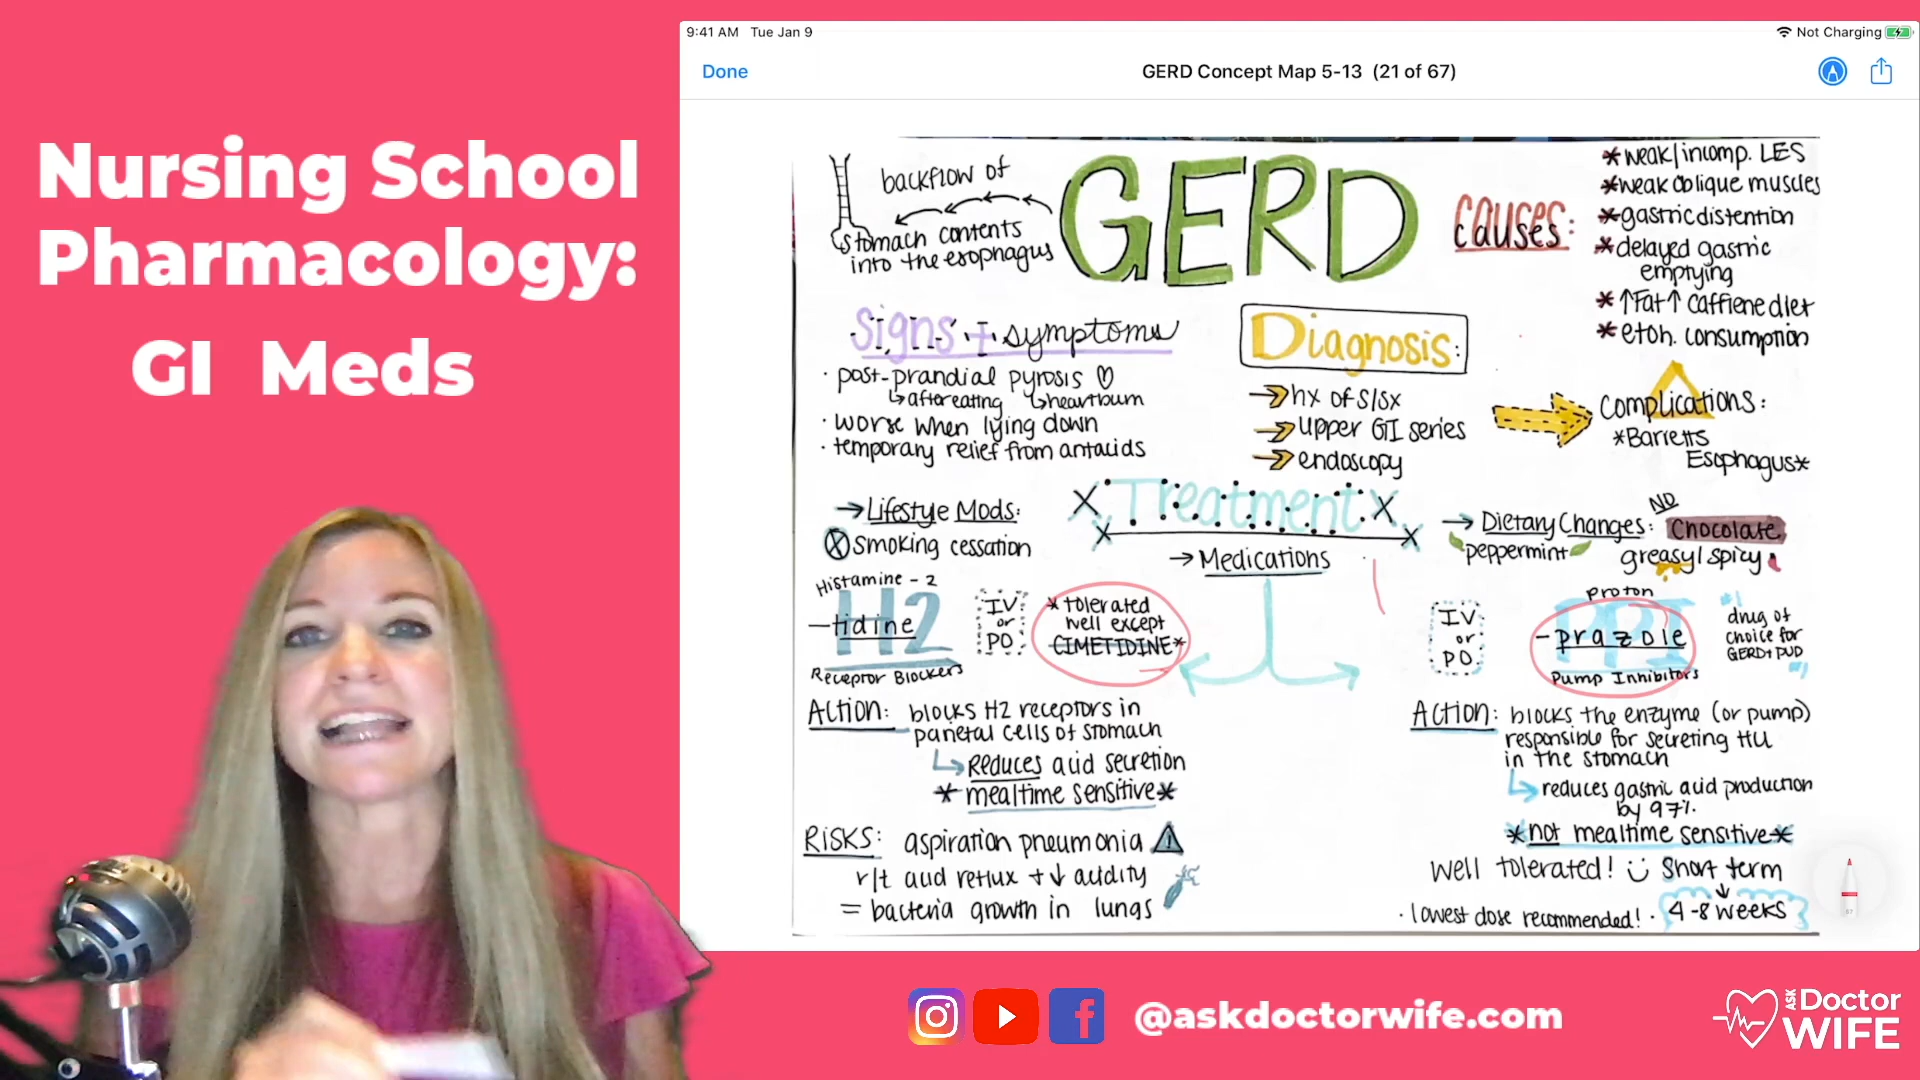 Nursing School
Pharmacology:
GI Meds
9:41 AM Tue Jan 9
Not Charging
Done
GERD Concept Map 5-13 (21 of 67)
backflow of
stomach contents
into the esophagus
GERD
Causes:
* weak/incomp. LES
* weak oblique muscles
* gastric distention
* delayed gastric
emptying
* ↑Fat↑ caffiene diet
* etoh. consumption
Signs + symptoms
· post-prandial pyrosis ♡
↳ after eating ↳ heartburn
· worse when lying down
· temporary relief from antacids
Diagnosis:
→ hx of S/Sx
→ upper GI series
→ endoscopy
Complications:
*Barretts
Esophagus*
X Treatment X
→ Lifestyle Mods:
Ⓧ smoking cessation
→ Medications
→ Dietary Changes: NO Chocolate
peppermint greasy/spicy
Histamine-2
H2
-tidine
Receptor Blockers
IV
or
PO
* tolerated
well except
CIMETIDINE*
IV
or
PO
Proton
PPI
-prazole
Pump Inhibitors
#1
drug of
choice for
GERD+PUD
#1
Action: blocks H2 receptors in
parietal cells of stomach
↳ Reduces acid secretion
* mealtime sensitive*
Risks: aspiration pneumonia ⚠
r/t acid reflux + ↓ acidity
= bacteria growth in lungs
Action: blocks the enzyme (or pump)
responsible for secreting HCl
in the stomach
↳ reduces gastric acid production
by 97%.
*not mealtime sensitive*
well tolerated! Short term
↓
· lowest dose recommended! · 4-8 weeks
@askdoctorwife.com
ASK Doctor
WIFE